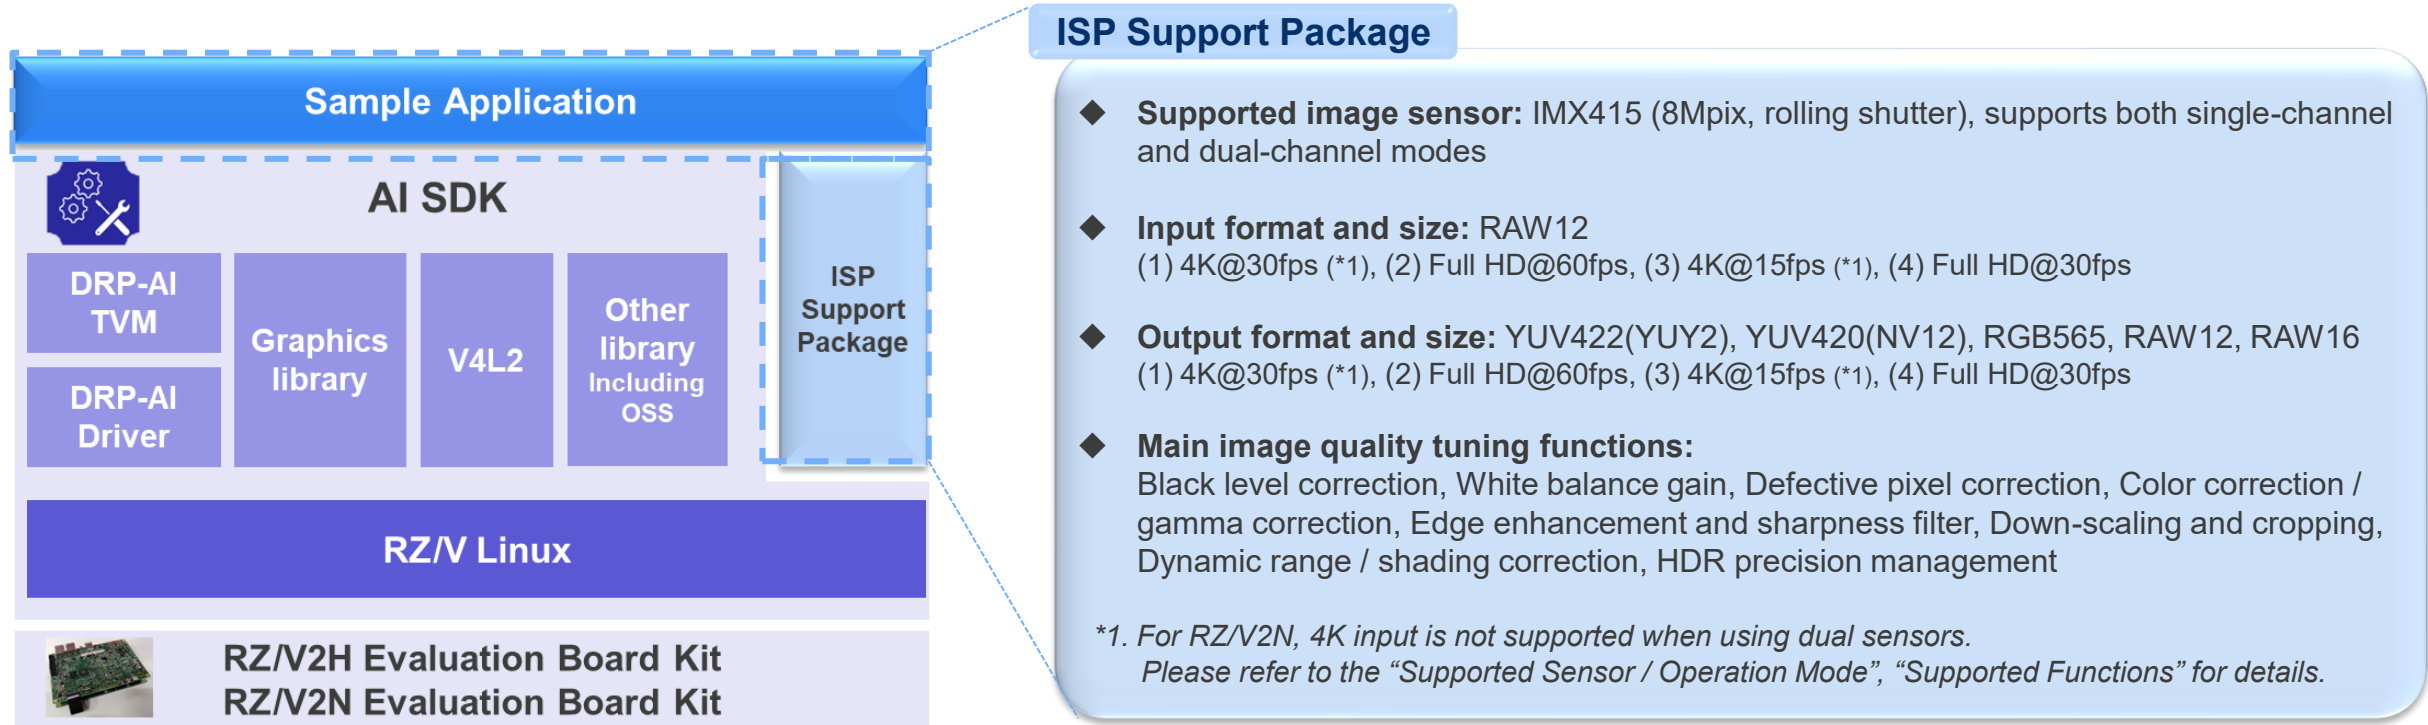 Sample Application
AI SDK
DRP-AI
TVM
DRP-AI
Driver
Graphics
library
V4L2
Other
library
Including
OSS
ISP
Support
Package
RZ/V Linux
RZ/V2H Evaluation Board Kit
RZ/V2N Evaluation Board Kit
ISP Support Package
◆ Supported image sensor: IMX415 (8Mpix, rolling shutter), supports both single-channel
and dual-channel modes
◆ Input format and size: RAW12
(1) 4K@30fps (*1), (2) Full HD@60fps, (3) 4K@15fps (*1), (4) Full HD@30fps
◆ Output format and size: YUV422(YUY2), YUV420(NV12), RGB565, RAW12, RAW16
(1) 4K@30fps (*1), (2) Full HD@60fps, (3) 4K@15fps (*1), (4) Full HD@30fps
◆ Main image quality tuning functions:
Black level correction, White balance gain, Defective pixel correction, Color correction /
gamma correction, Edge enhancement and sharpness filter, Down-scaling and cropping,
Dynamic range / shading correction, HDR precision management
*1. For RZ/V2N, 4K input is not supported when using dual sensors.
Please refer to the “Supported Sensor / Operation Mode”, “Supported Functions” for details.